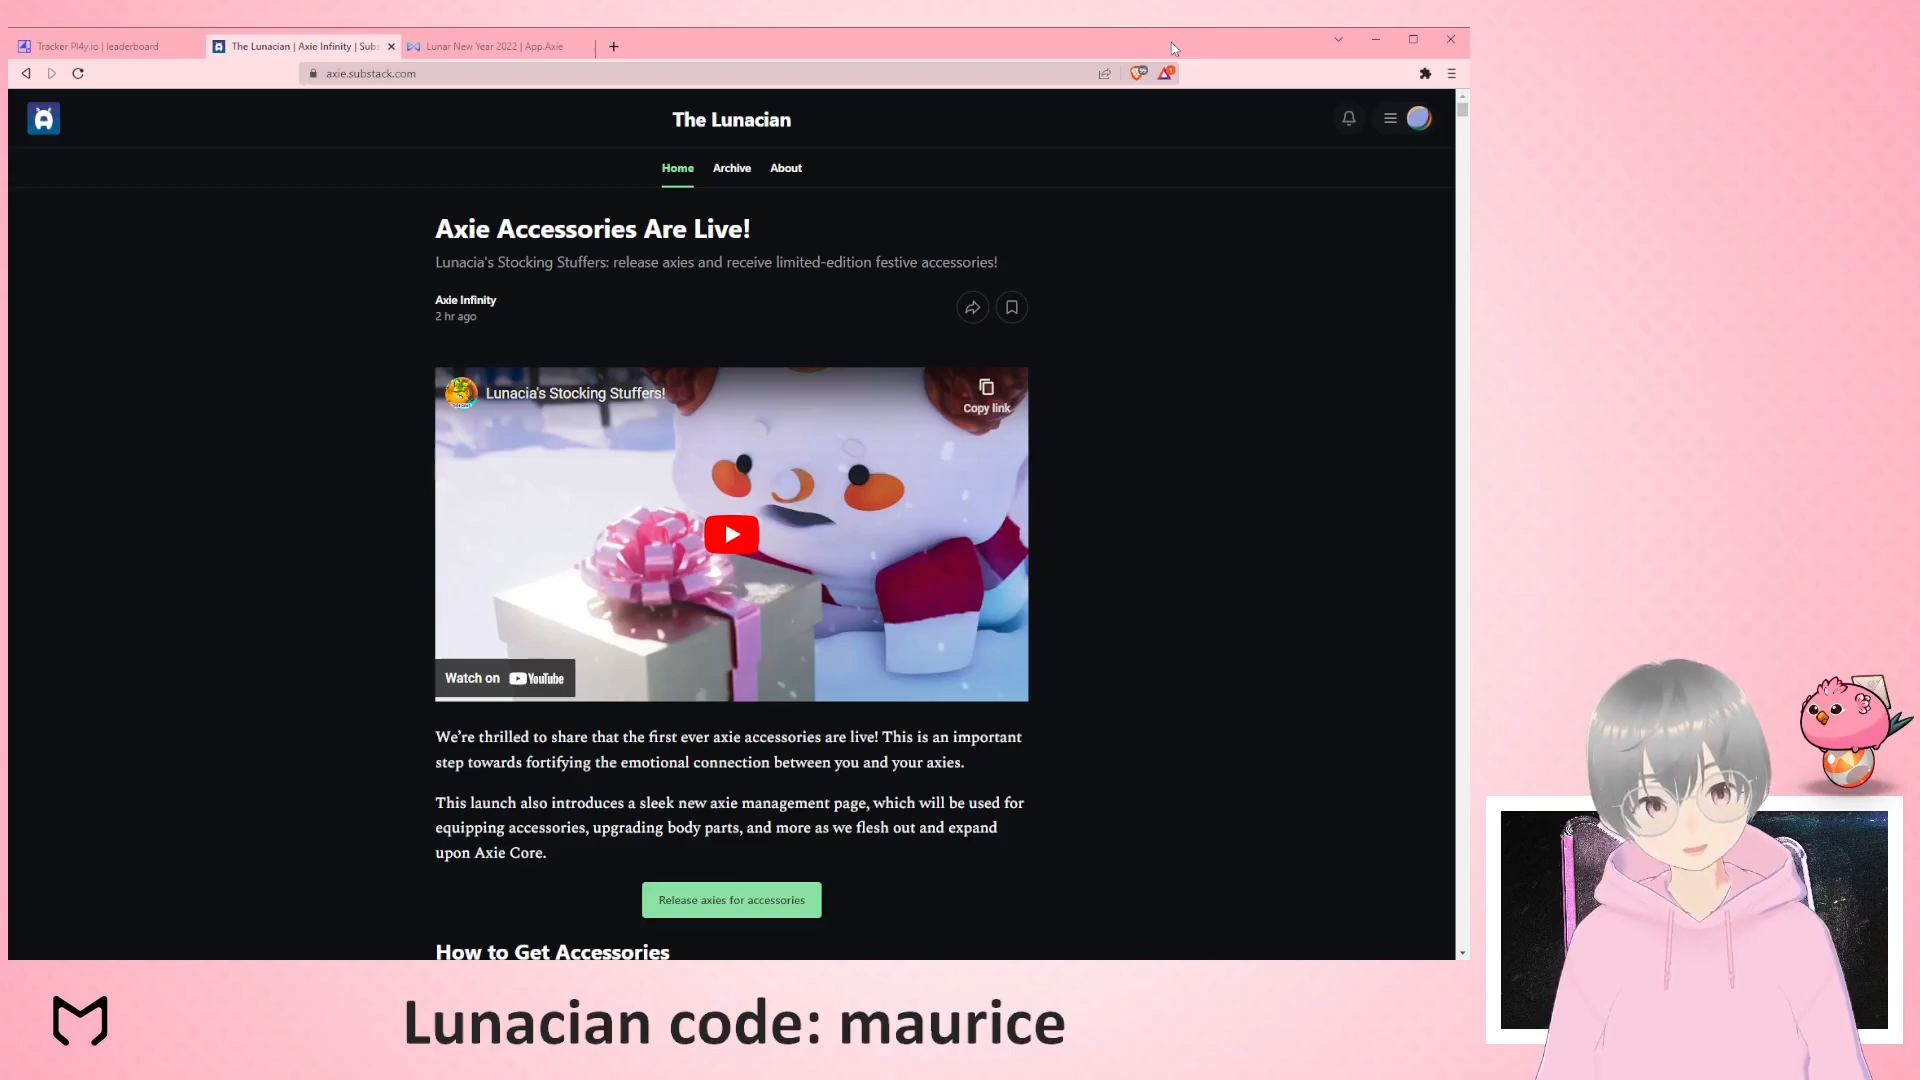 Tracker Pl4y.io | leaderboard
The Lunacian | Axie Infinity | Sub
Lunar New Year 2022 | App.Axie
axie.substack.com
The Lunacian
Home Archive About
Axie Accessories Are Live!
Lunacia's Stocking Stuffers: release axies and receive limited-edition festive accessories!
Axie Infinity
2 hr ago
Lunacia's Stocking Stuffers!
Copy link
Watch on YouTube
We're thrilled to share that the first ever axie accessories are live! This is an important
step towards fortifying the emotional connection between you and your axies.
This launch also introduces a sleek new axie management page, which will be used for
equipping accessories, upgrading body parts, and more as we flesh out and expand
upon Axie Core.
Release axies for accessories
How to Get Accessories
Lunacian code: maurice